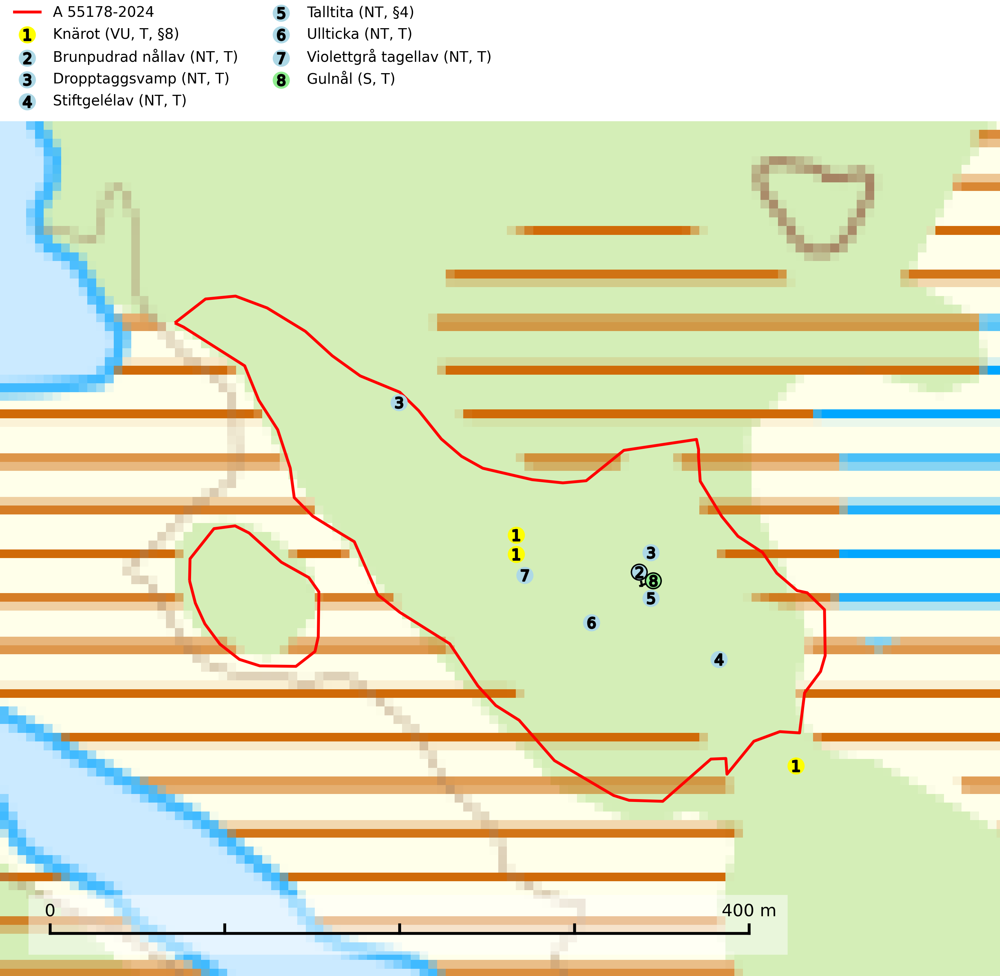 A 55178-2024
1 Knärot (VU, T, §8)
2 Brunpudrad nållav (NT, T)
3 Dropptaggsvamp (NT, T)
4 Stiftgelélav (NT, T)
5 Talltita (NT, §4)
6 Ullticka (NT, T)
7 Violettgrå tagellav (NT, T)
8 Gulnål (S, T)
3
1
1
3
7
2
8
5
6
4
1
0
400 m